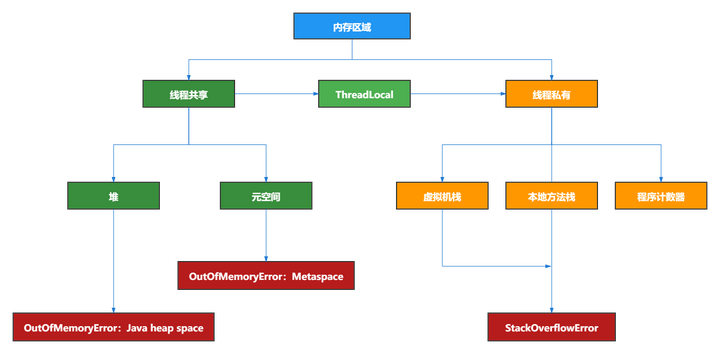 内存区域
线程共享
ThreadLocal
线程私有
堆
元空间
虚拟机栈
本地方法栈
程序计数器
OutOfMemoryError：Metaspace
OutOfMemoryError：Java heap space
StackOverflowError